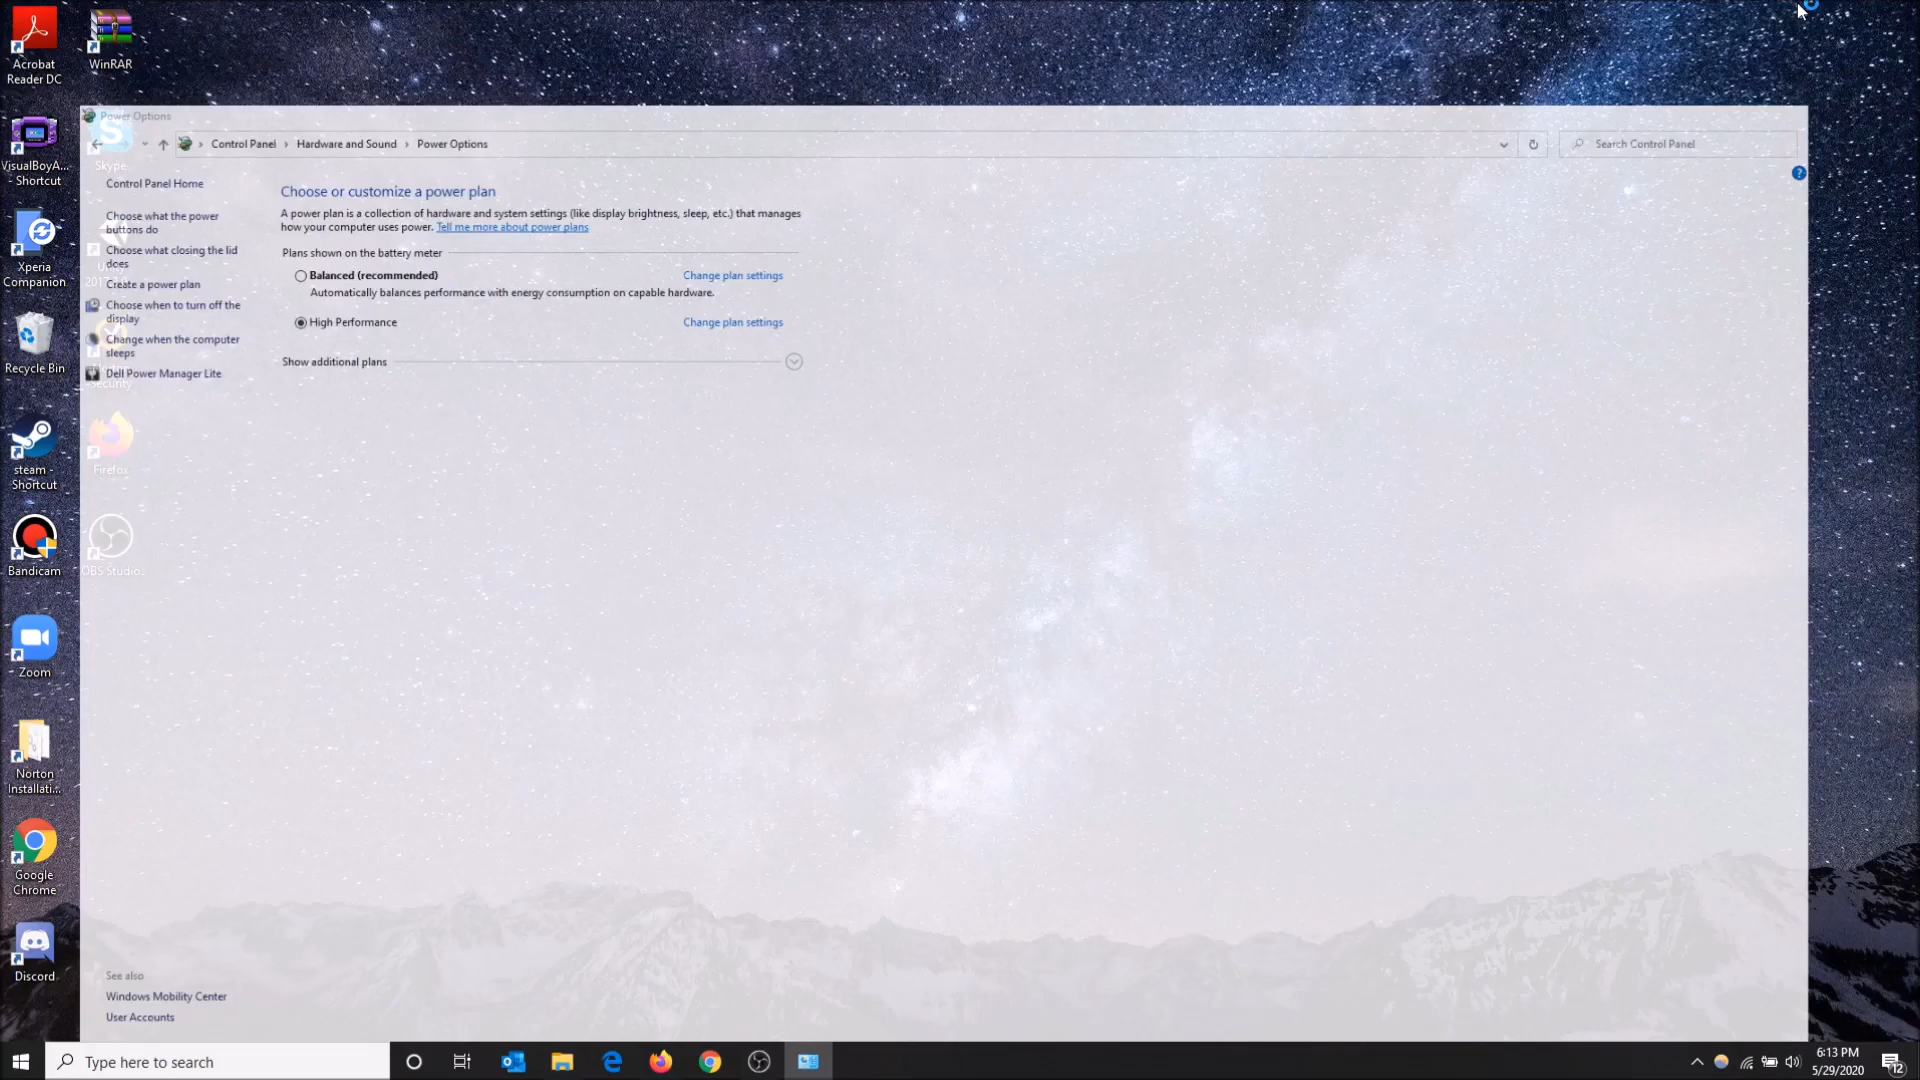 Acrobat
Reader DC
WinRAR
VisualBoyA...
- Shortcut
Skype
Xperia
Companion
Recycle Bin
Security
steam -
Shortcut
Firefox
Bandicam
OBS Studio
Zoom
Norton
Installati...
Google
Chrome
Discord
Power Options
Control Panel › Hardware and Sound › Power Options
Search Control Panel
Control Panel Home
Choose what the power
buttons do
Choose what closing the lid
does
Create a power plan
Choose when to turn off the
display
Change when the computer
sleeps
Dell Power Manager Lite
Choose or customize a power plan
A power plan is a collection of hardware and system settings (like display brightness, sleep, etc.) that manages
how your computer uses power. Tell me more about power plans
Plans shown on the battery meter
Balanced (recommended) Change plan settings
Automatically balances performance with energy consumption on capable hardware.
High Performance Change plan settings
Show additional plans
See also
Windows Mobility Center
User Accounts
Type here to search
6:13 PM
5/29/2020
12